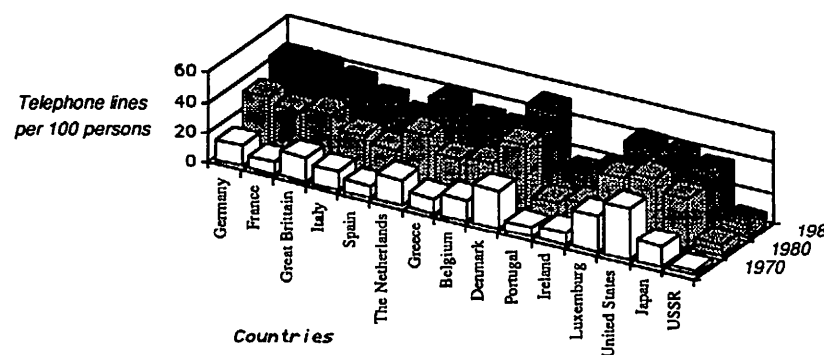 Telephone lines
per 100 persons
60
40
20
0
Germany
France
Great Brittain
Italy
Spain
The Netherlands
Greece
Belgium
Denmark
Portugal
Ireland
Luxemburg
United States
Japan
USSR
1970
1980
Countries